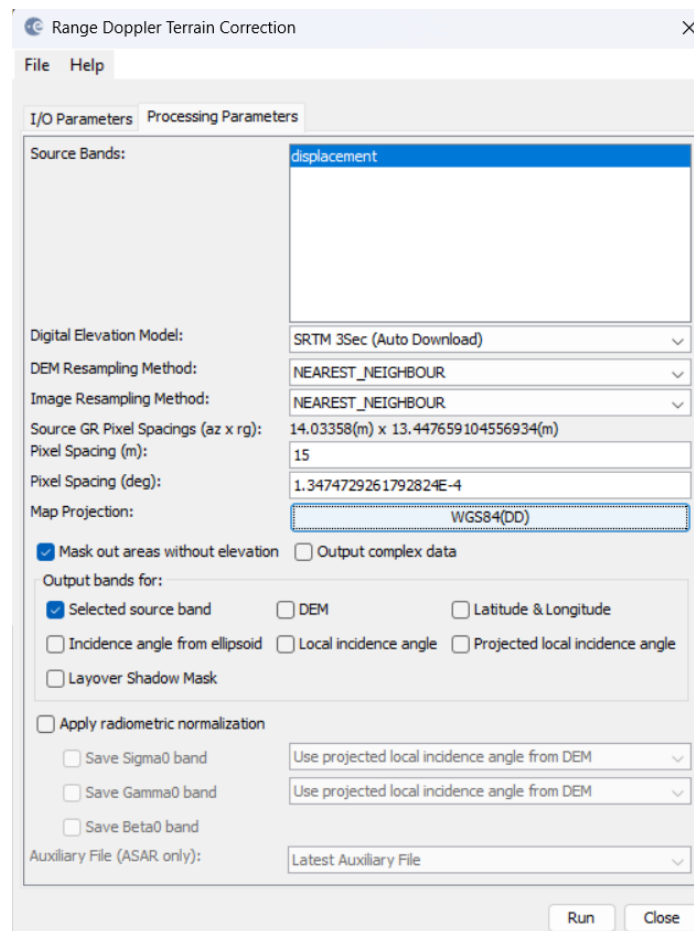 Range Doppler Terrain Correction
File Help
I/O Parameters Processing Parameters
Source Bands: displacement
Digital Elevation Model: SRTM 3Sec (Auto Download)
DEM Resampling Method: NEAREST_NEIGHBOUR
Image Resampling Method: NEAREST_NEIGHBOUR
Source GR Pixel Spacings (az x rg): 14.03358(m) x 13.447659104556934(m)
Pixel Spacing (m): 15
Pixel Spacing (deg): 1.3474729261792824E-4
Map Projection: WGS84(DD)
Mask out areas without elevation Output complex data
Output bands for:
Selected source band DEM Latitude & Longitude
Incidence angle from ellipsoid Local incidence angle Projected local incidence angle
Layover Shadow Mask
Apply radiometric normalization
Save Sigma0 band Use projected local incidence angle from DEM
Save Gamma0 band Use projected local incidence angle from DEM
Save Beta0 band
Auxiliary File (ASAR only): Latest Auxiliary File
Run Close